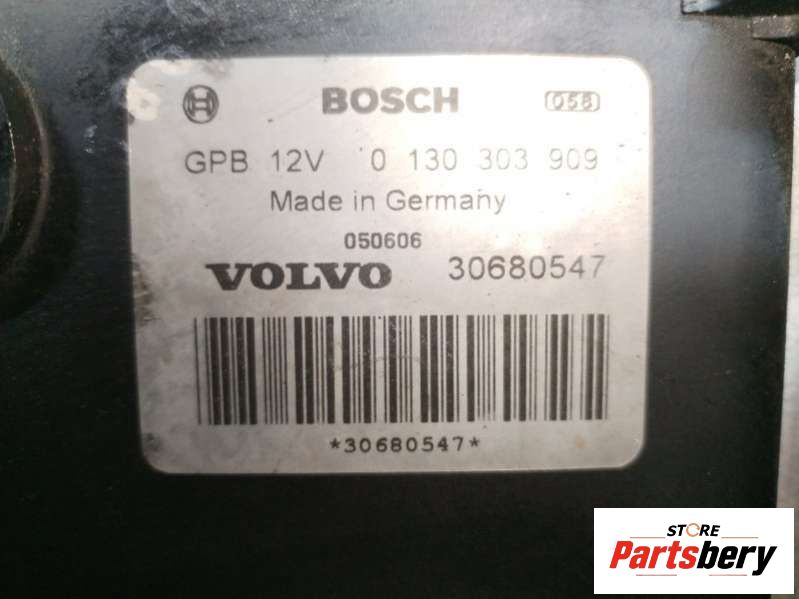 BOSCH 058
GPB 12V 0 130 303 909
Made in Germany
050606
VOLVO 30680547
*30680547*
STORE
Partsbery